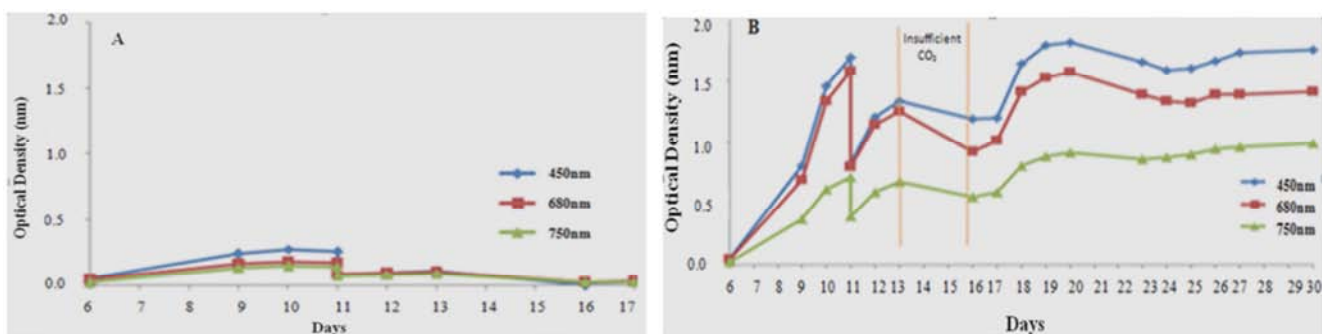 A
Optical Density (nm)
2.0
1.5
1.0
0.5
0.0
450nm
680nm
750nm
6 7 8 9 10 11 12 13 14 15 16 17
Days
B
Insufficient
CO₂
Optical Density (nm)
2.0
1.5
1.0
0.5
0.0
450nm
680nm
750nm
6 7 8 9 10 11 12 13 14 15 16 17 18 19 20 22 23 24 25 26 27 28 29 30
Days